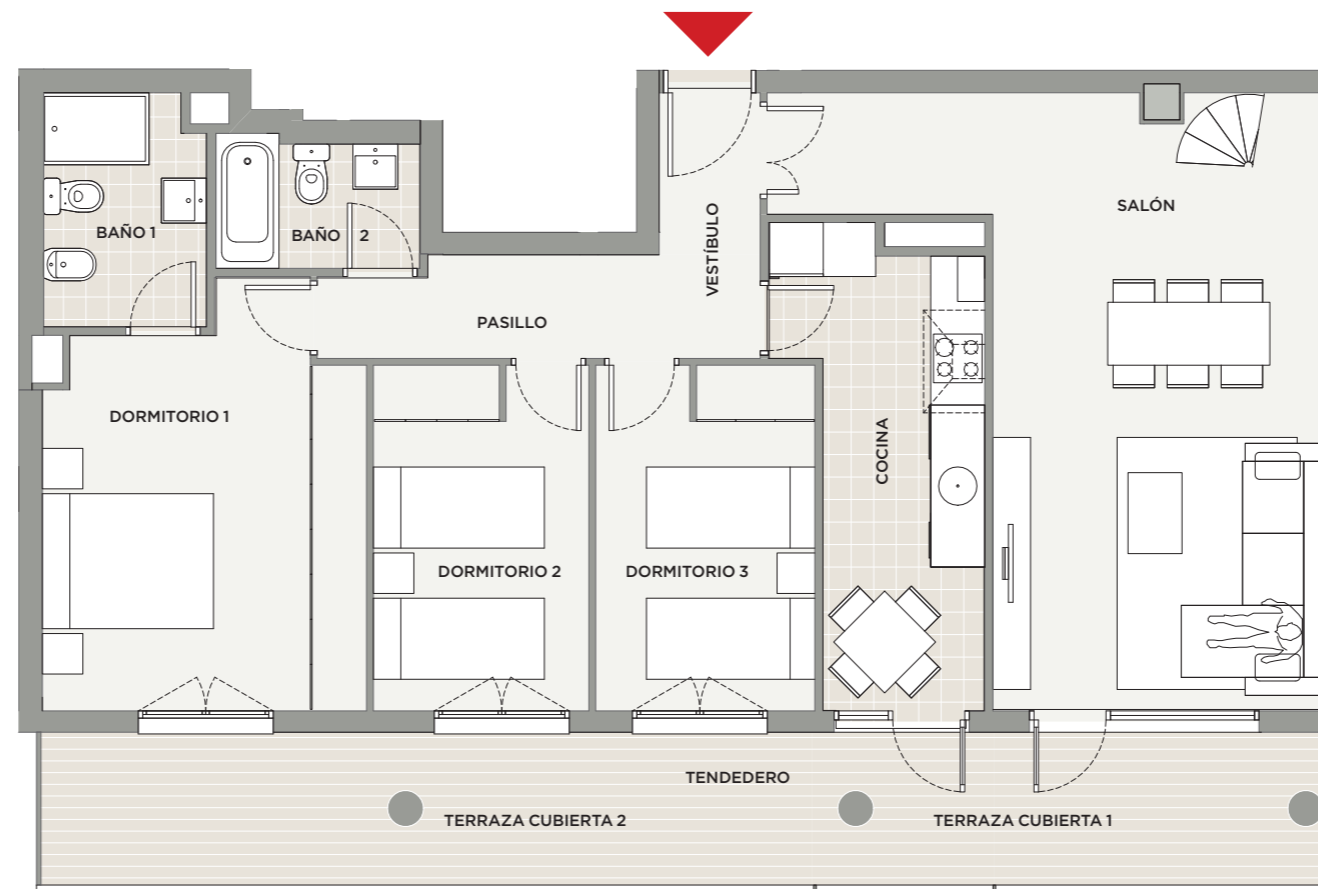 SALÓN
BAÑO 1
BAÑO 2
VESTÍBULO
PASILLO
DORMITORIO 1
COCINA
DORMITORIO 2
DORMITORIO 3
TENDEDERO
TERRAZA CUBIERTA 2
TERRAZA CUBIERTA 1